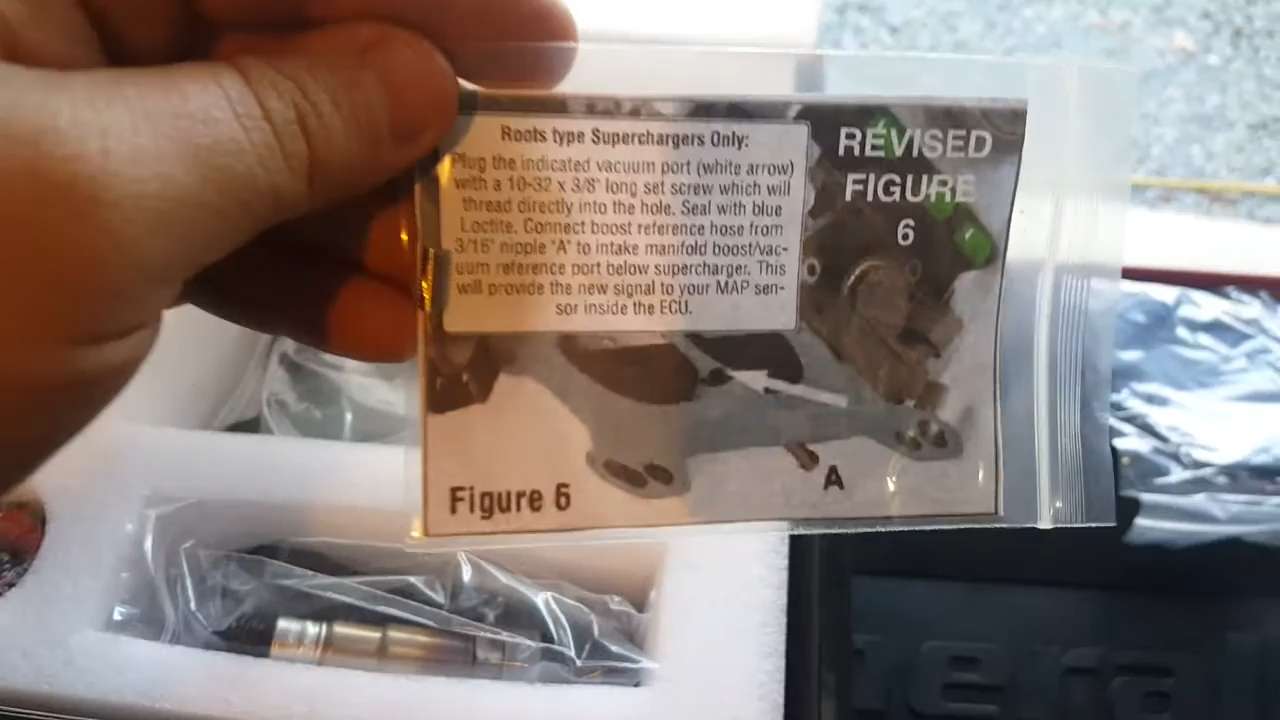 Roots type Superchargers Only:
Plug the indicated vacuum port (white arrow)
with a 10-32 x 3/8" long set screw which will
thread directly into the hole. Seal with blue
Loctite. Connect boost reference hose from
3/16" nipple "A" to intake manifold boost/vac-
uum reference port below supercharger. This
will provide the new signal to your MAP sen-
sor inside the ECU.
REVISED
FIGURE
6
A
Figure 6